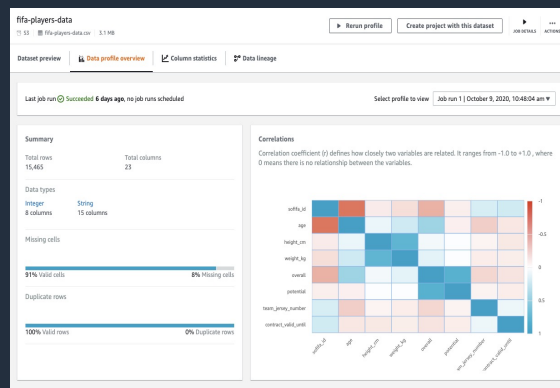 fifa-players-data
S3 fifa-players-data.csv 3.1 MB
Rerun profile
Create project with this dataset
JOB DETAILS
ACTIONS
Dataset preview
Data profile overview
Column statistics
Data lineage
Last job run Succeeded 6 days ago, no job runs scheduled
Select profile to view
Job run 1 | October 9, 2020, 10:48:04 am
Summary
Total rows
15,465
Total columns
23
Data types
Integer
8 columns
String
15 columns
Missing cells
91% Valid cells
8% Missing cells
Duplicate rows
100% Valid rows
0% Duplicate rows
Correlations
Correlation coefficient (r) defines how closely two variables are related. It ranges from -1.0 to +1.0 , where
0 means there is no relationship between the variables.
sofifa_id
age
height_cm
weight_kg
overall
potential
team_jersey_number
contract_valid_until
-1
-0.5
0
0.5
1
sofifa_id
age
height_cm
weight_kg
overall
potential
am_jersey_number
contract_valid_until